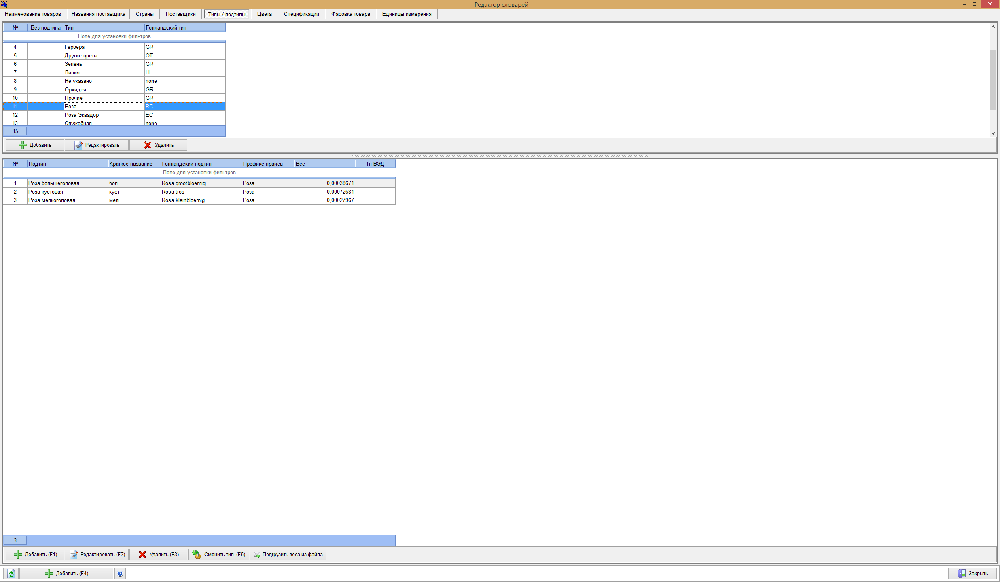 Редактор словарей
Наименование товаров Названия поставщика Страны Поставщики Типы / подтипы Цвета Спецификации Фасовка товара Единицы измерения
№ Без подтипа Тип Голландский тип
Поле для установки фильтров
4 Гербера GR
5 Другие цветы OT
6 Зелень GR
7 Лилия LI
8 Не указано none
9 Орхидея GR
10 Прочие GR
11 Роза RO
12 Роза Эквадор EC
13 Служебная none
15
Добавить Редактировать Удалить
№ Подтип Краткое название Голландский подтип Префикс прайса Вес Тн ВЭД
Поле для установки фильтров
1 Роза большеголовая бол Rosa grootbloemig Роза 0,00038671
2 Роза кустовая куст Rosa tros Роза 0,00072681
3 Роза мелкоголовая мел Rosa kleinbloemig Роза 0,00027967
3
Добавить (F1) Редактировать (F2) Удалить (F3) Сменить тип (F5) Подгрузить веса из файла
Добавить (F4) ? Закрыть